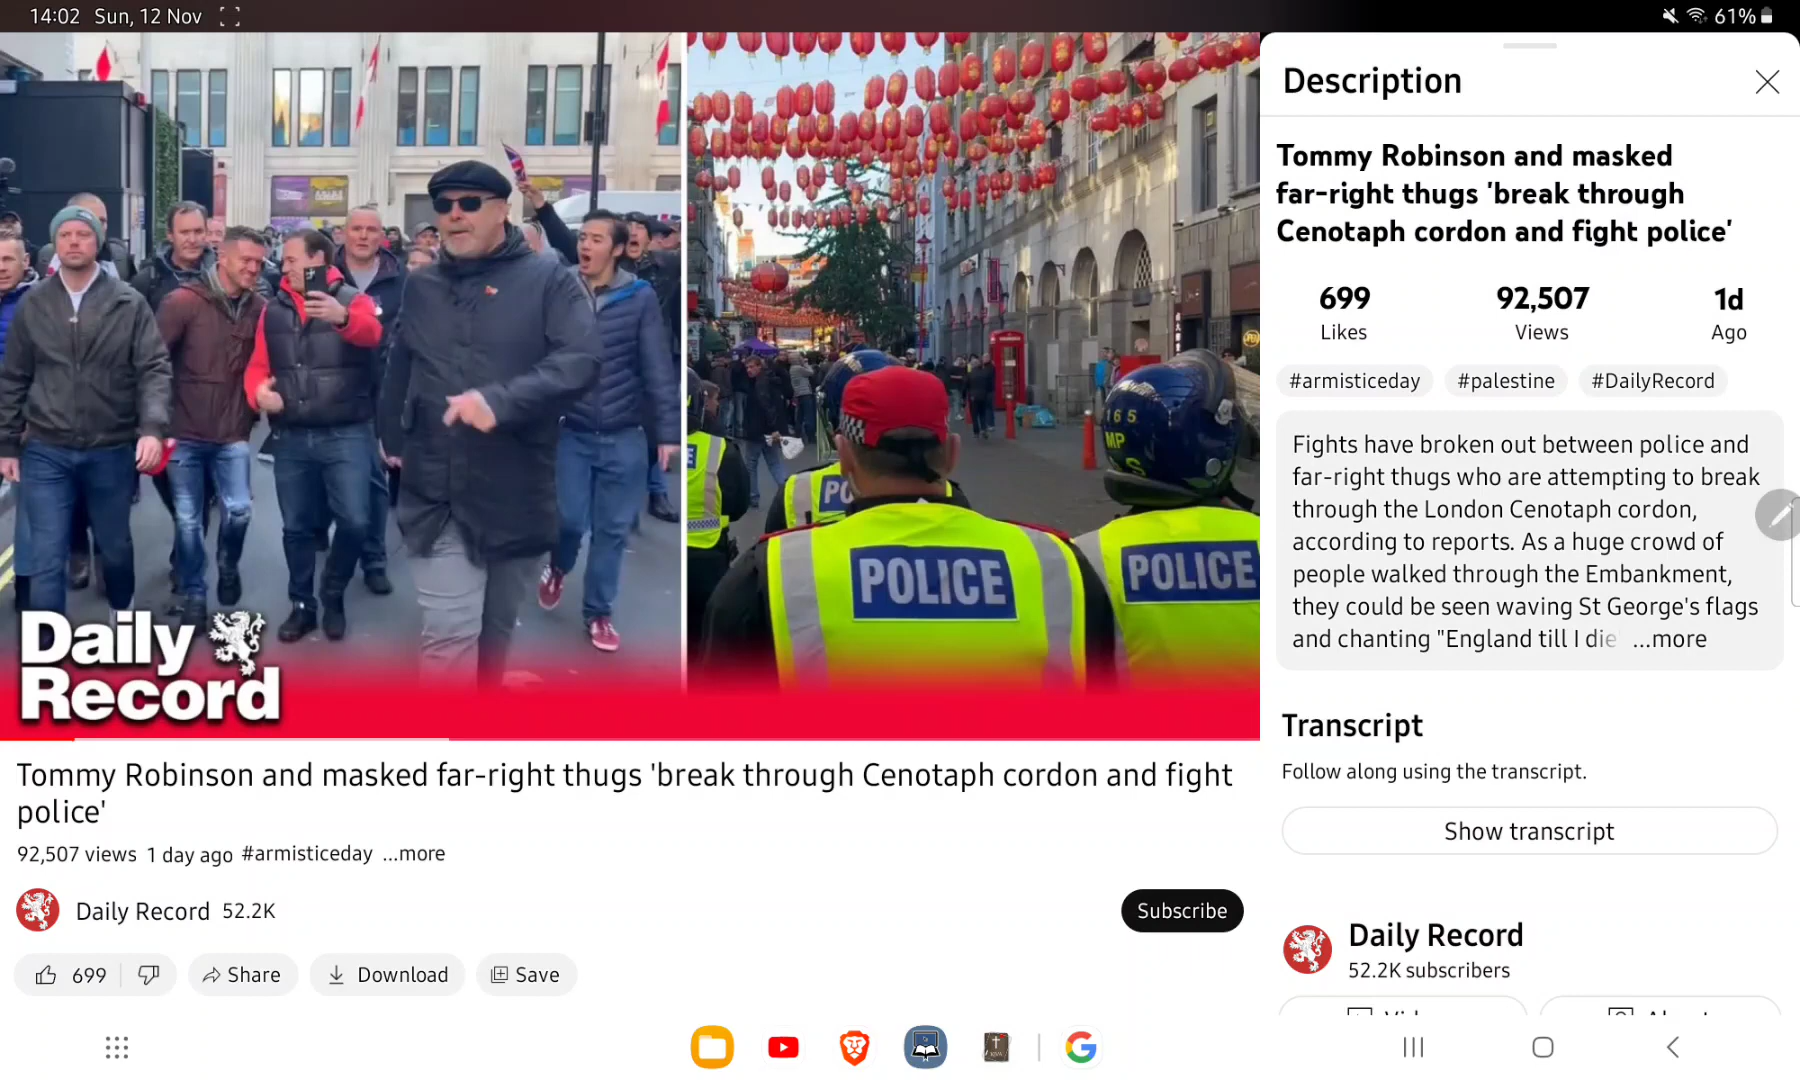 14:02 Sun, 12 Nov
61%
Daily
Record
POLICE
POLICE
PO
165
MP
S
Tommy Robinson and masked far-right thugs 'break through Cenotaph cordon and fight
police'
92,507 views 1 day ago #armisticeday ...more
Daily Record 52.2K
Subscribe
699
Share
Download
Save
Description
Tommy Robinson and masked
far-right thugs 'break through
Cenotaph cordon and fight police'
699
Likes
92,507
Views
1d
Ago
#armisticeday
#palestine
#DailyRecord
Fights have broken out between police and
far-right thugs who are attempting to break
through the London Cenotaph cordon,
according to reports. As a huge crowd of
people walked through the Embankment,
they could be seen waving St George's flags
and chanting "England till I die ...more
Transcript
Follow along using the transcript.
Show transcript
Daily Record
52.2K subscribers